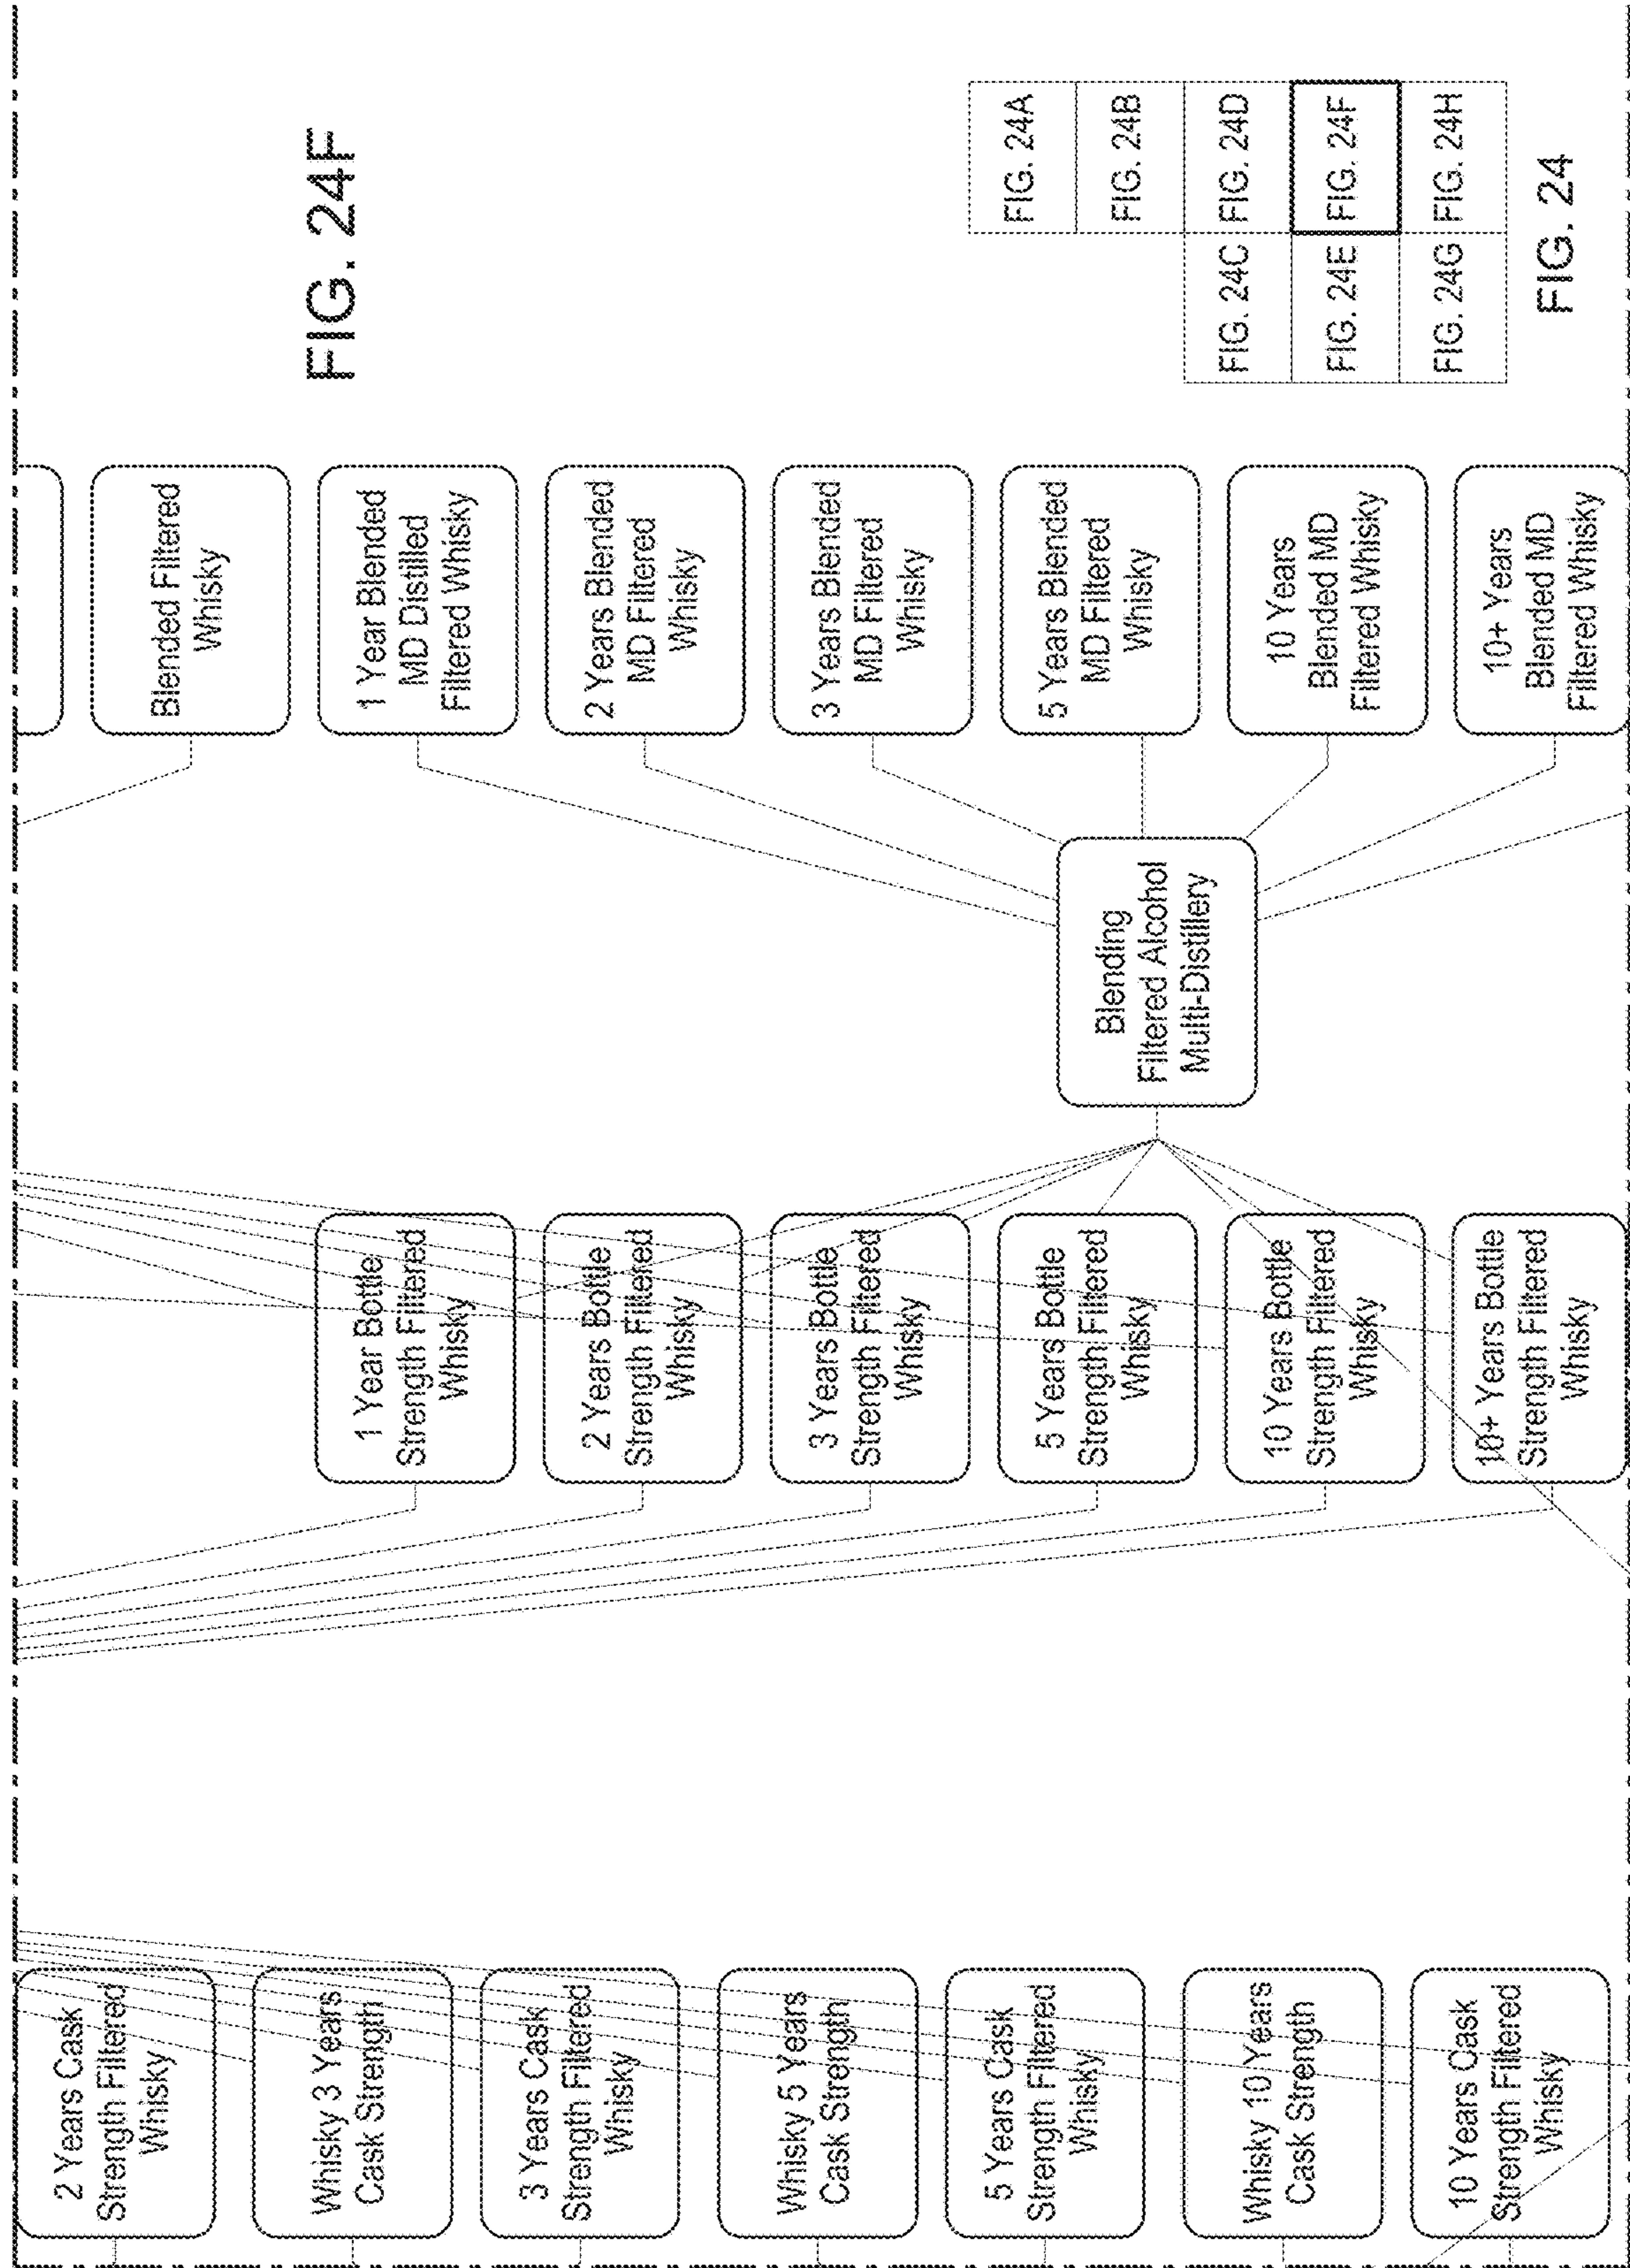 2 Years Cask
Strength Filtered
Whisky
Whisky 3 Years
Cask Strength
3 Years Cask
Strength Filtered
Whisky
Whisky 5 Years
Cask Strength
5 Years Cask
Strength Filtered
Whisky
Whisky 10 Years
Cask Strength
10 Years Cask
Strength Filtered
Whisky
1 Year Bottle
Strength Filtered
Whisky
2 Years Bottle
Strength Filtered
Whisky
3 Years Bottle
Strength Filtered
Whisky
5 Years Bottle
Strength Filtered
Whisky
10 Years Bottle
Strength Filtered
Whisky
10+ Years Bottle
Strength Filtered
Whisky
Blending
Filtered Alcohol
Multi-Distillery
Blended Filtered
Whisky
1 Year Blended
MD Distilled
Filtered Whisky
2 Years Blended
MD Filtered
Whisky
3 Years Blended
MD Filtered
Whisky
5 Years Blended
MD Filtered
Whisky
10 Years
Blended MD
Filtered Whisky
10+ Years
Blended MD
Filtered Whisky
FIG. 24F
FIG. 24A
FIG. 24B
FIG. 24C FIG. 24D
FIG. 24E FIG. 24F
FIG. 24G FIG. 24H
FIG. 24